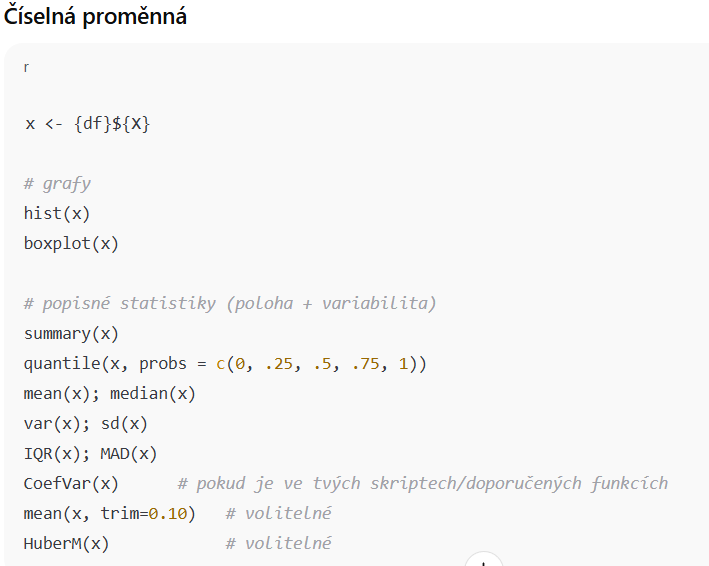 Číselná proměnná
r
x <- {df}${X}
# grafy
hist(x)
boxplot(x)
# popisné statistiky (poloha + variabilita)
summary(x)
quantile(x, probs = c(0, .25, .5, .75, 1))
mean(x); median(x)
var(x); sd(x)
IQR(x); MAD(x)
CoefVar(x)      # pokud je ve tvých skriptech/doporučených funkcích
mean(x, trim=0.10)   # volitelné
HuberM(x)            # volitelné